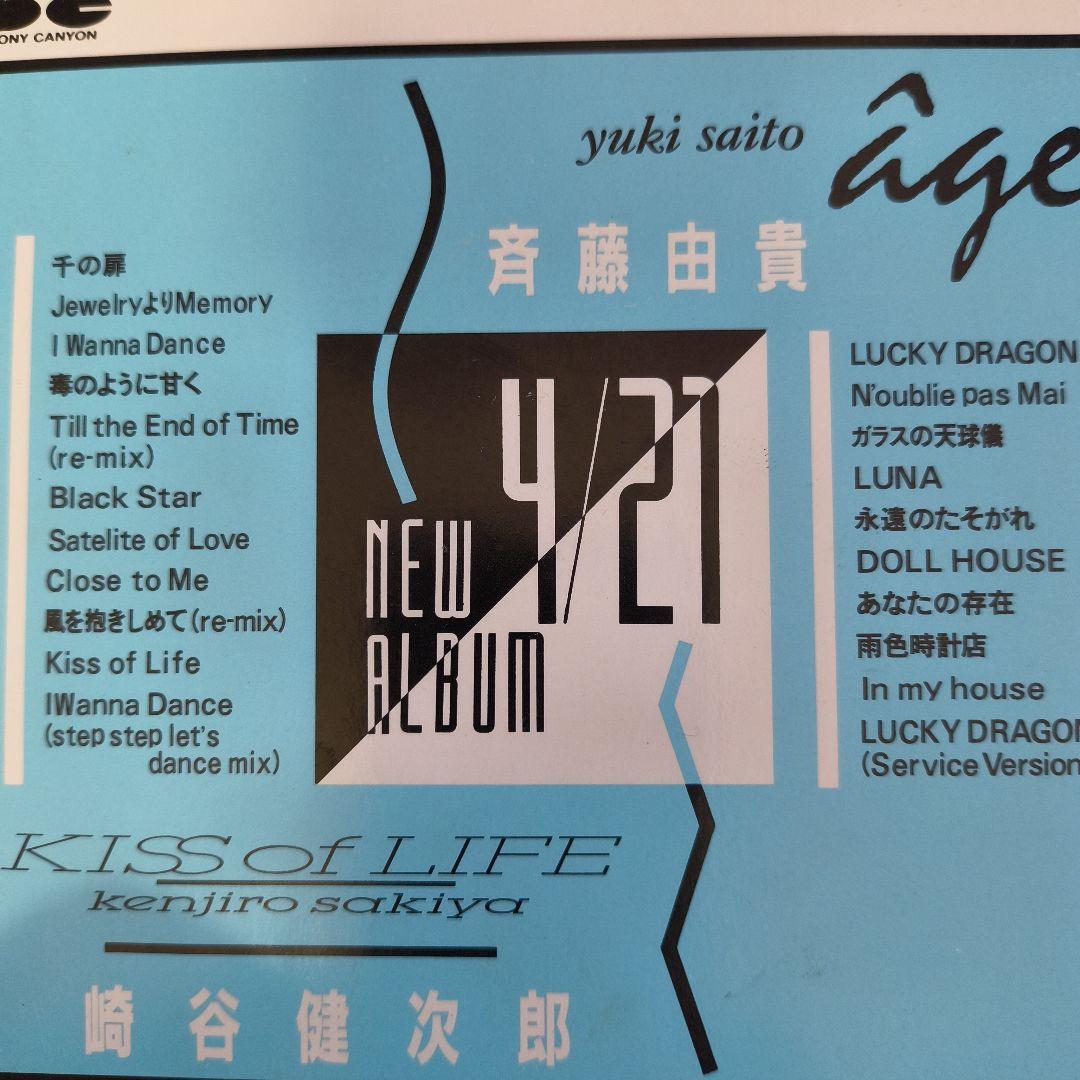 ONY CANYON
yuki saito
âge
斉藤由貴
千の扉
JewelryよりMemory
I Wanna Dance
毒のように甘く
Till the End of Time
(re-mix)
Black Star
Satelite of Love
Close to Me
風を抱きしめて(re-mix)
Kiss of Life
I Wanna Dance
(step step let's
dance mix)
NEW 4/21
ALBUM
LUCKY DRAGON
N'oublie pas Mai
ガラスの天球儀
LUNA
永遠のたそがれ
DOLL HOUSE
あなたの存在
雨色時計店
In my house
LUCKY DRAGON
(Service Version
KISS of LIFE
kenjiro sakiya
崎谷健次郎